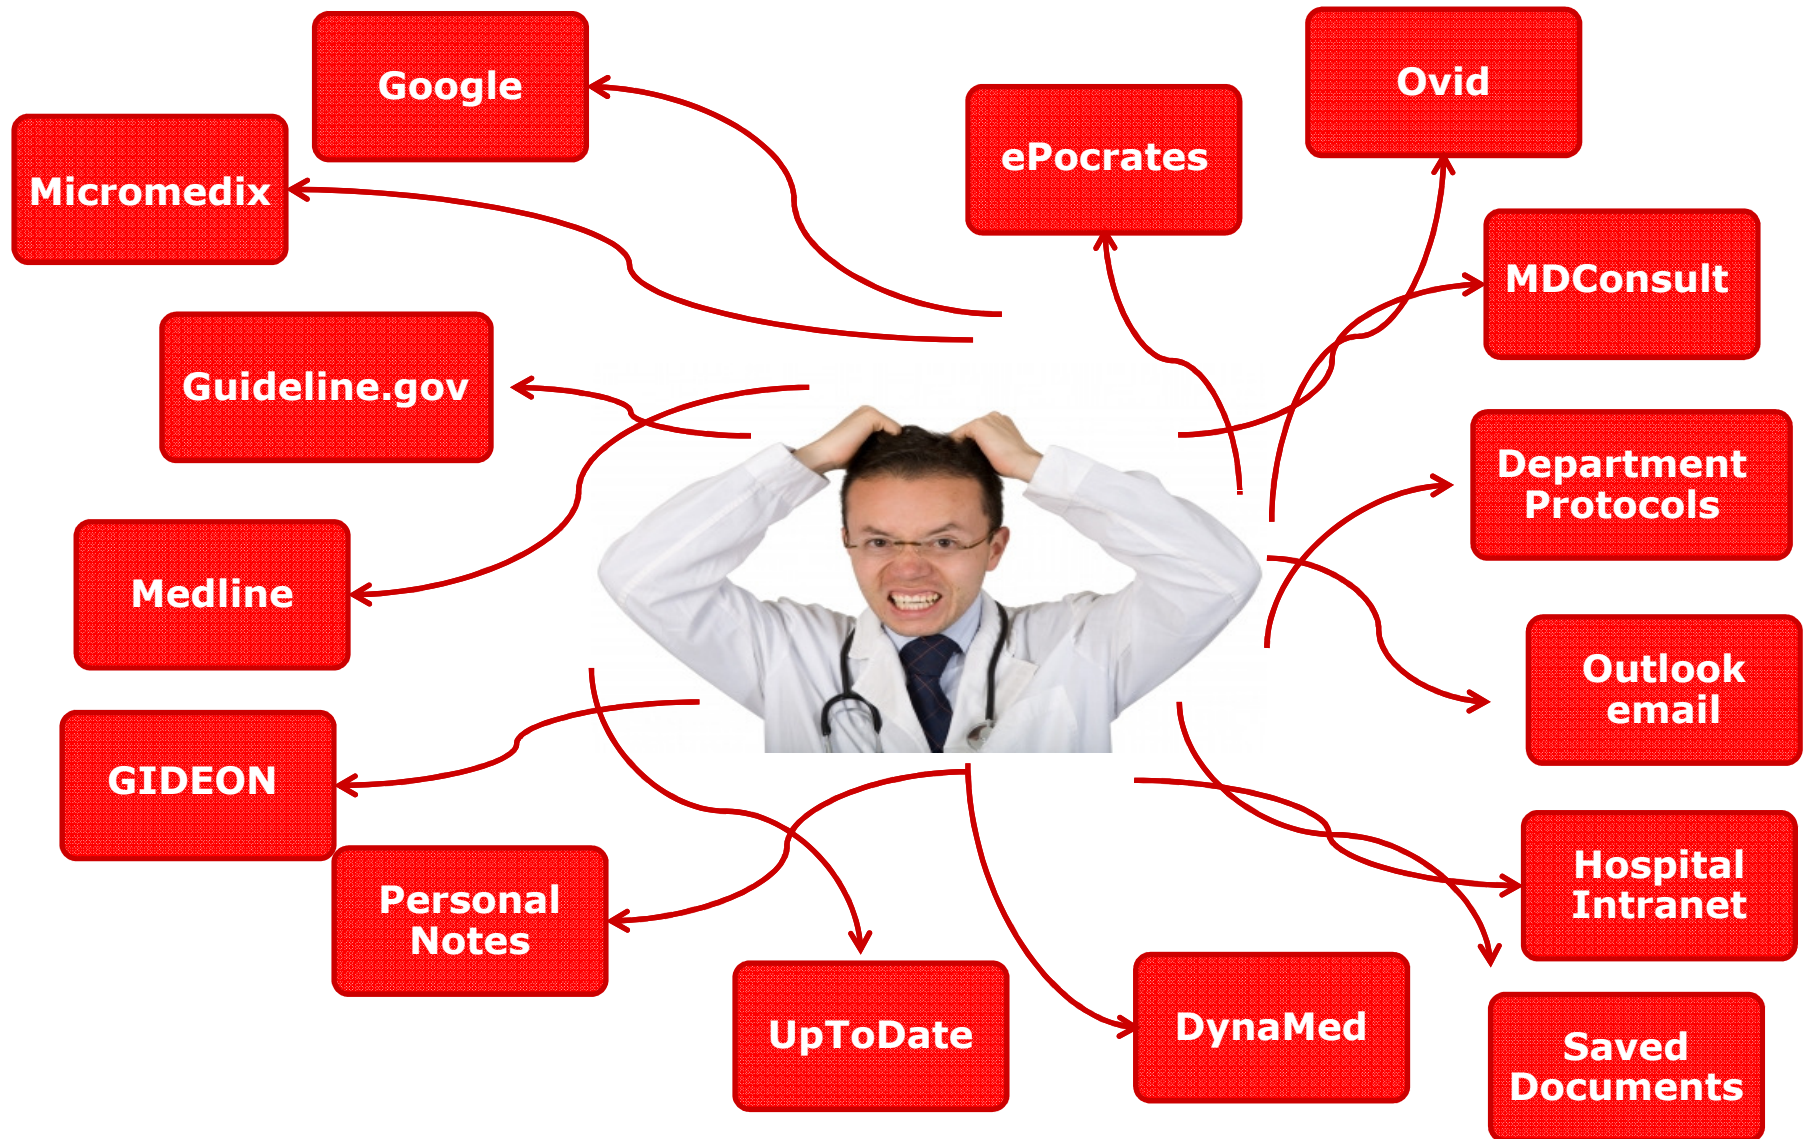 Google
Ovid
ePocrates
Micromedix
MDConsult
Guideline.gov
Department
Protocols
Medline
Outlook
email
GIDEON
Hospital
Intranet
Personal
Notes
UpToDate
DynaMed
Saved
Documents